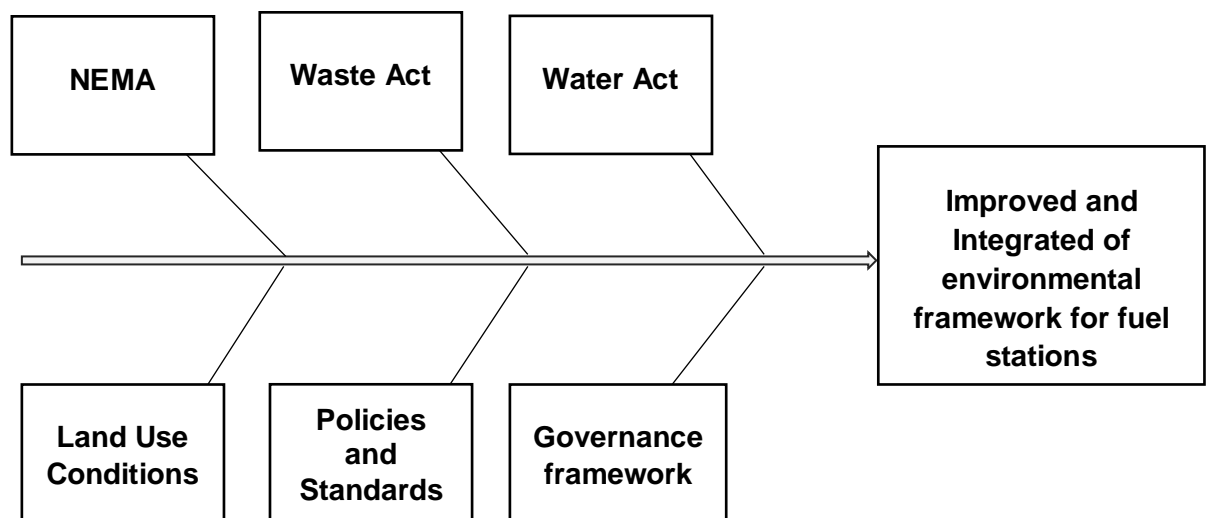 NEMA
Waste Act
Water Act
Improved and
Integrated of
environmental
framework for fuel
stations
Land Use
Conditions
Policies
and
Standards
Governance
framework